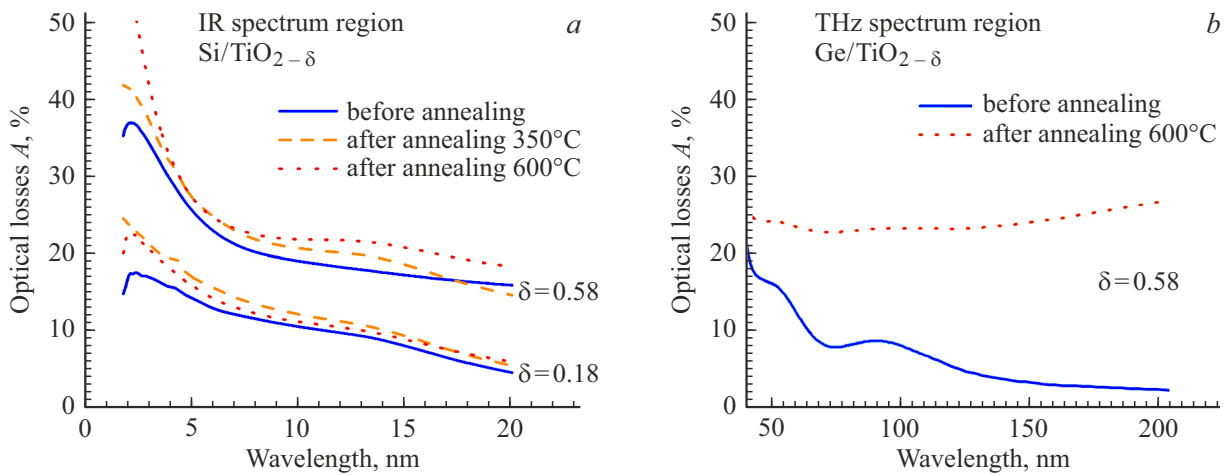 50
40
30
20
10
0
Optical losses A, %
IR spectrum region
Si/TiO2 – δ
a
before annealing
after annealing 350°C
after annealing 600°C
δ = 0.58
δ = 0.18
0
5
10
15
20
Wavelength, nm
50
40
30
20
10
0
Optical losses A, %
THz spectrum region
Ge/TiO2 – δ
b
before annealing
after annealing 600°C
δ = 0.58
50
100
150
200
Wavelength, nm